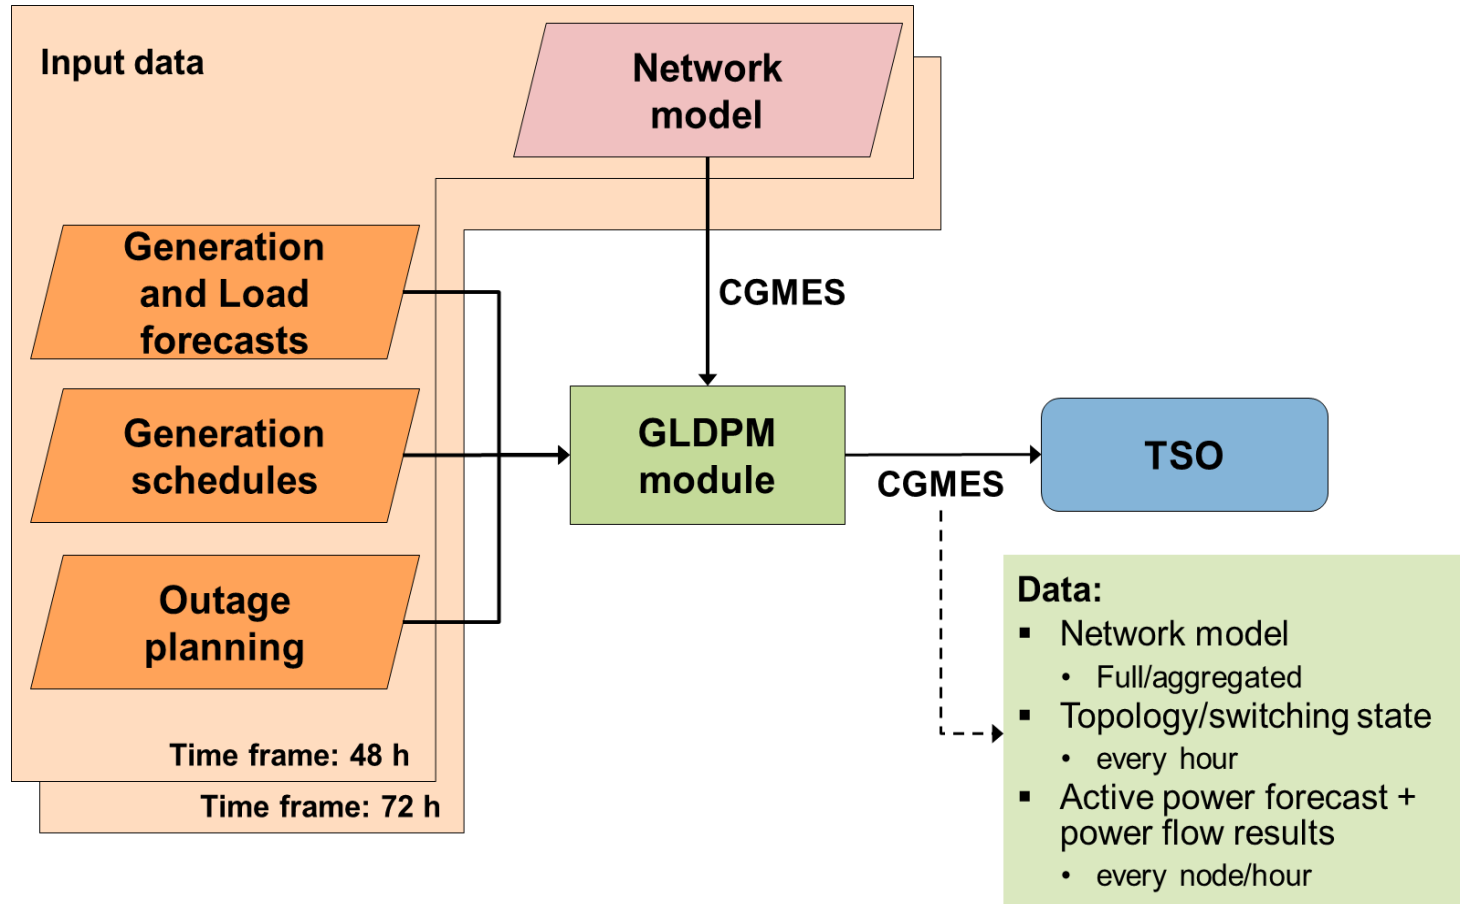 Input data
Network
model
Generation
and Load
forecasts
CGMES
Generation
schedules
GLDPM
module
TSO
CGMES
Outage
planning
Time frame: 48 h
Time frame: 72 h
Data:
▪ Network model
• Full/aggregated
▪ Topology/switching state
• every hour
▪ Active power forecast +
power flow results
• every node/hour